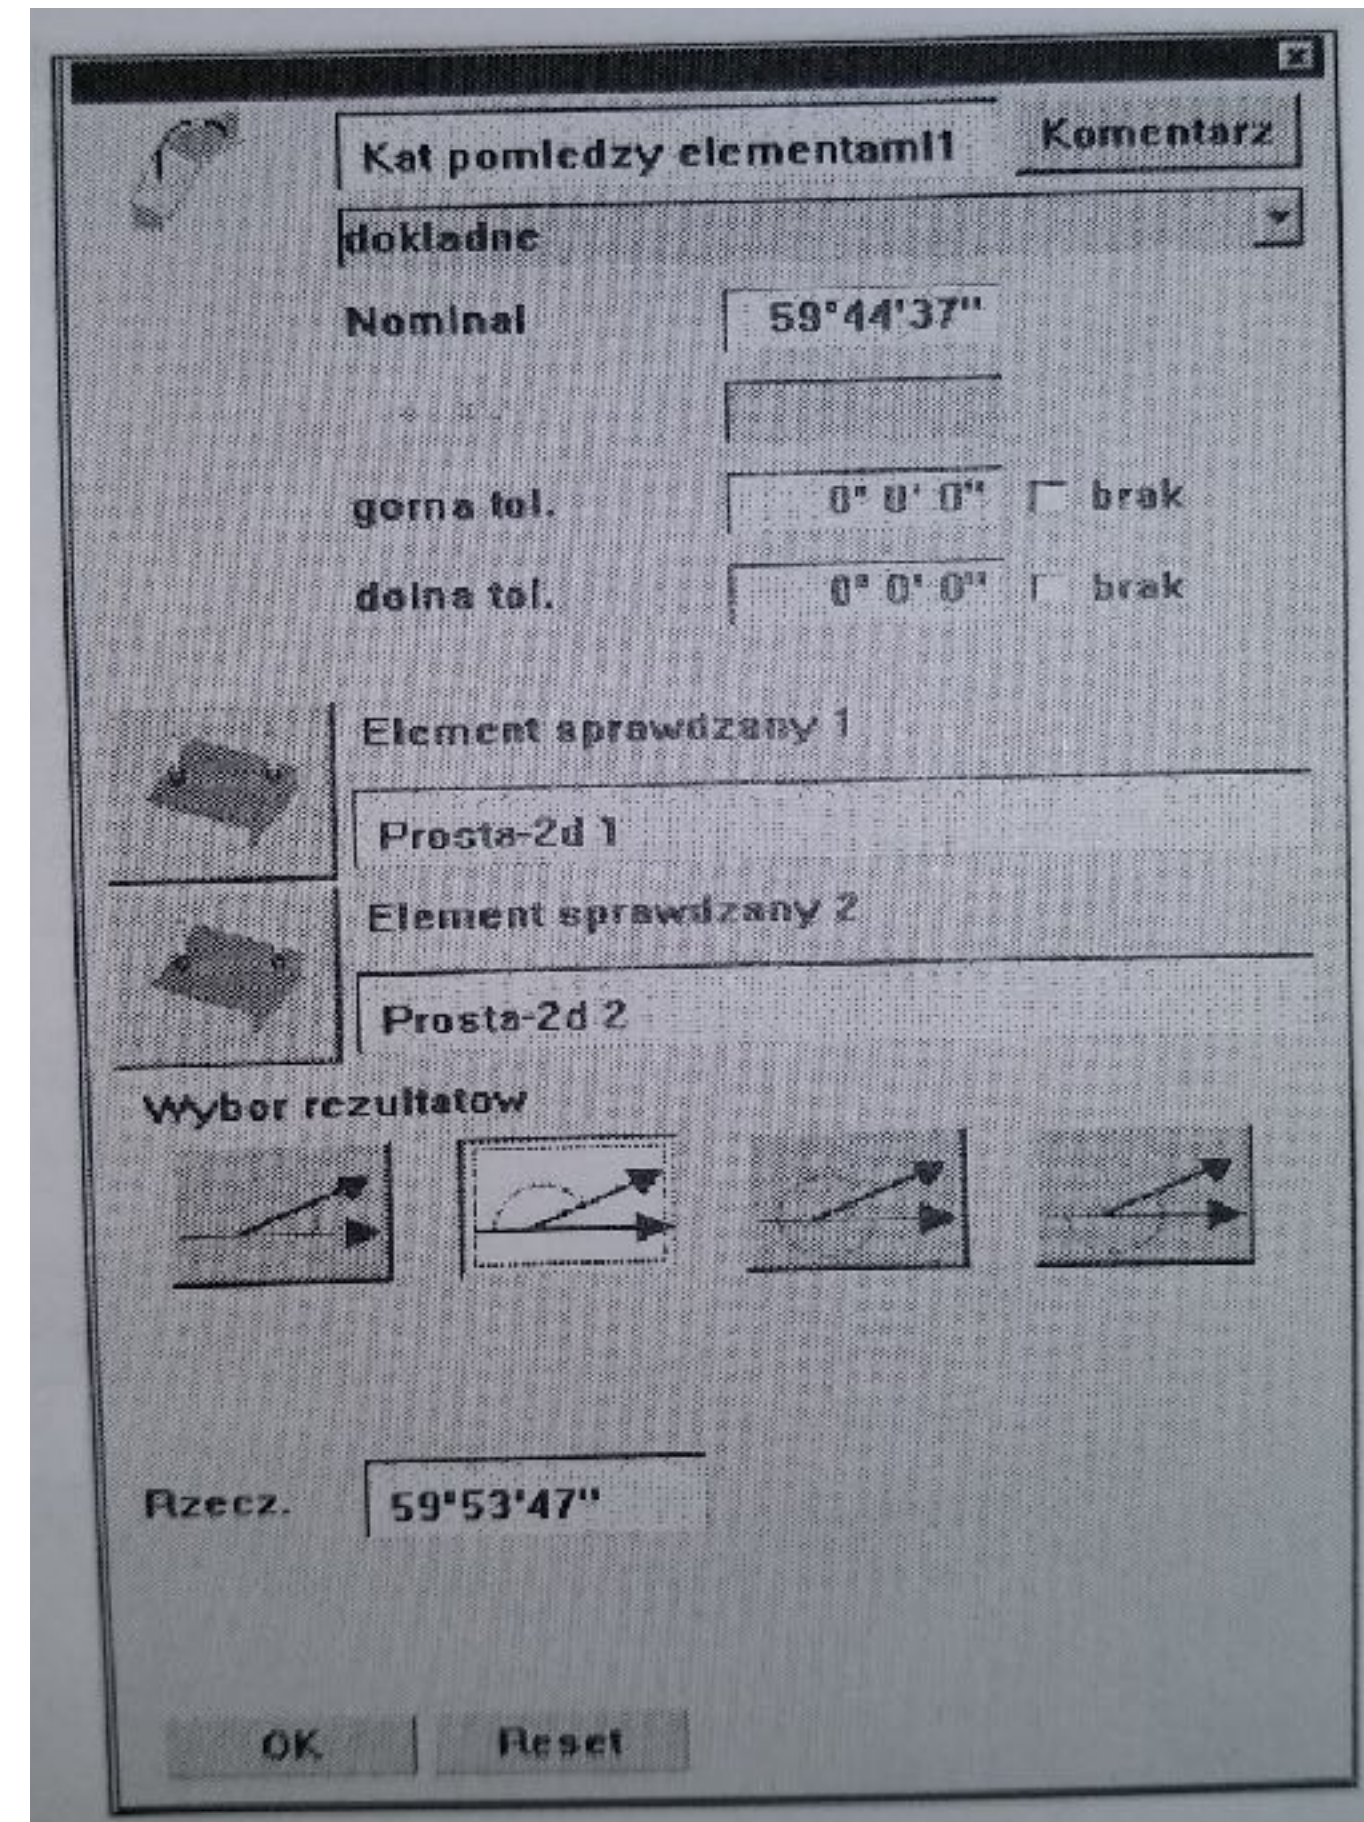 Kat pomiedzy elementami1
Komentarz
dokladne
Nominal
59°44'37"
gorna tol.
0° 0' 0"
brak
dolna tol.
0° 0' 0"
brak
Element sprawdzany 1
Prosta-2d 1
Element sprawdzany 2
Prosta-2d 2
Wybor rezultatow
Rzecz.
59°53'47"
OK
Reset